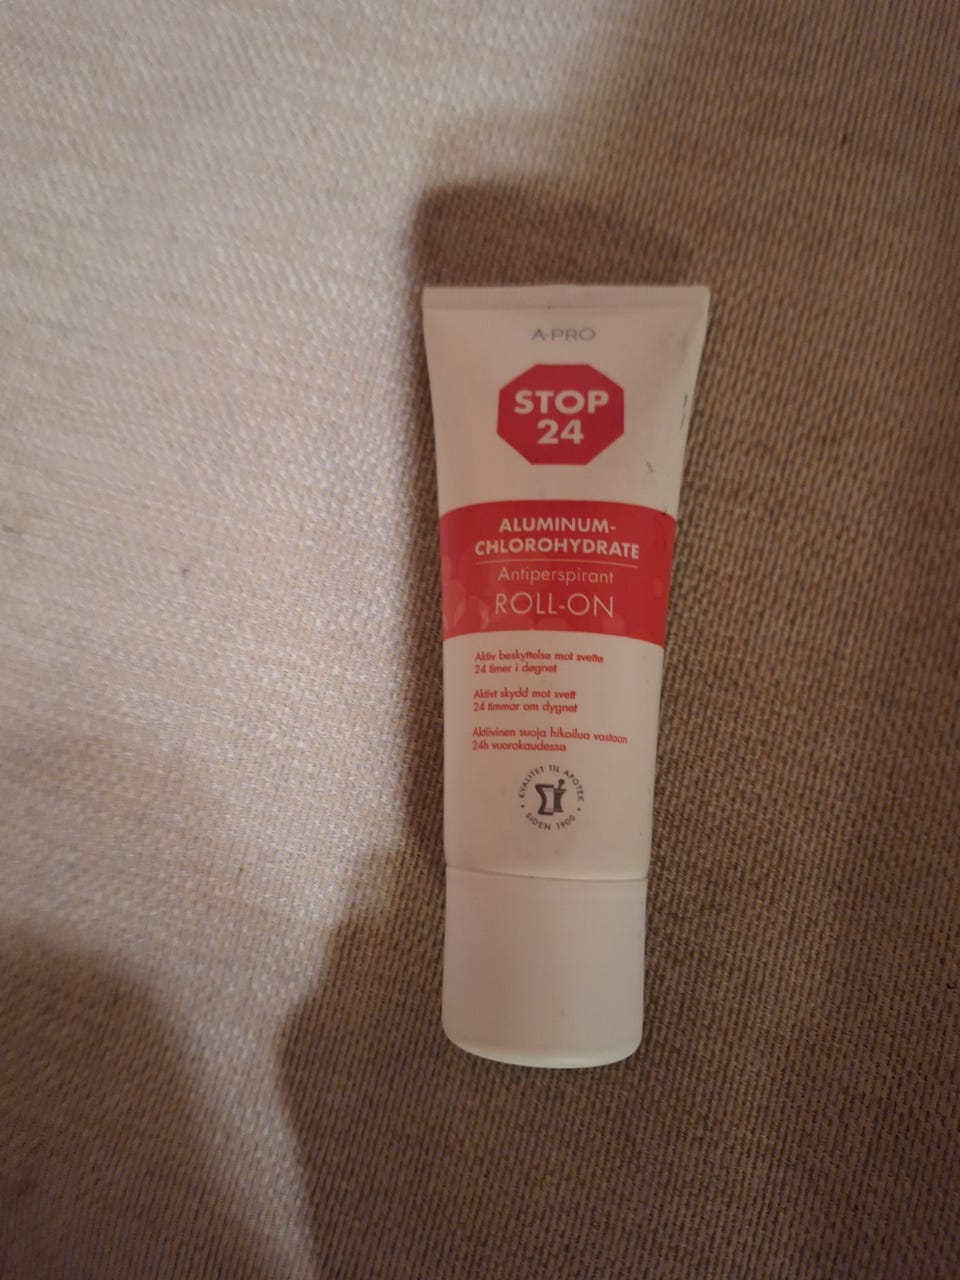 A-PRO
STOP
24
ALUMINUM-
CHLOROHYDRATE
Antiperspirant
ROLL-ON
Aktiv beskyttelse mot svette
24 timer i døgnet
Aktivt skydd mot svett
24 timmar om dygnet
Aktiivinen suoja hikoilua vastaan
24h vuorokaudessa
• KVALITET TIL APOTEK •
SIDEN 1900